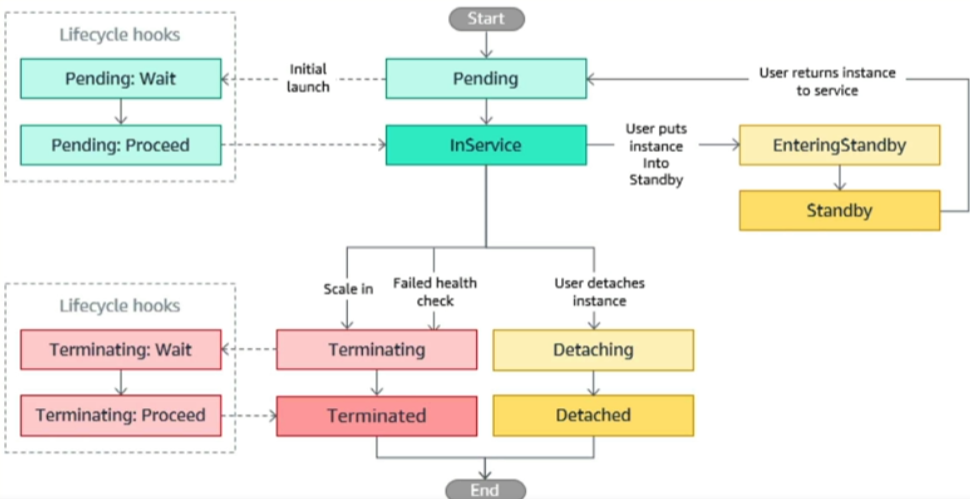 Start
Lifecycle hooks
Pending: Wait
Initial
launch
Pending
User returns instance
to service
Pending: Proceed
InService
User puts
instance
Into
Standby
EnteringStandby
Standby
Scale in
Failed health
check
User detaches
instance
Lifecycle hooks
Terminating: Wait
Terminating
Detaching
Terminating: Proceed
Terminated
Detached
End